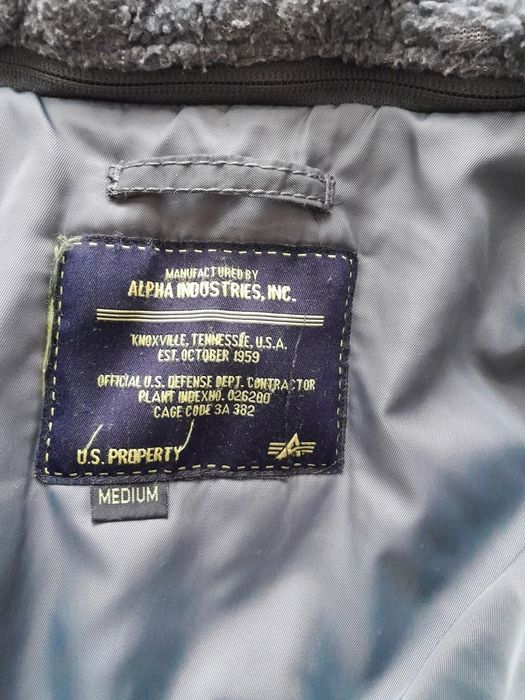 MANUFACTURED BY
ALPHA INDUSTRIES, INC.
KNOXVILLE, TENNESSEE, U.S.A.
EST. OCTOBER 1959
OFFICIAL U.S. DEFENSE DEPT. CONTRACTOR
PLANT INDEXNO. 026280
CAGE CODE 3A 382
U.S. PROPERTY
MEDIUM